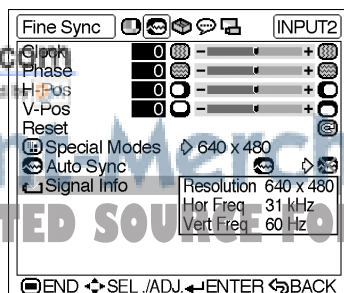 Fine Sync INPUT2
Clock 0 - +
Phase 0 - +
H-Pos 0 - +
V-Pos 0 - +
Reset
Special Modes 640 x 480
Auto Sync
Signal Info
Resolution 640 x 480
Hor Freq 31 kHz
Vert Freq 60 Hz
END SEL./ADJ. ENTER BACK